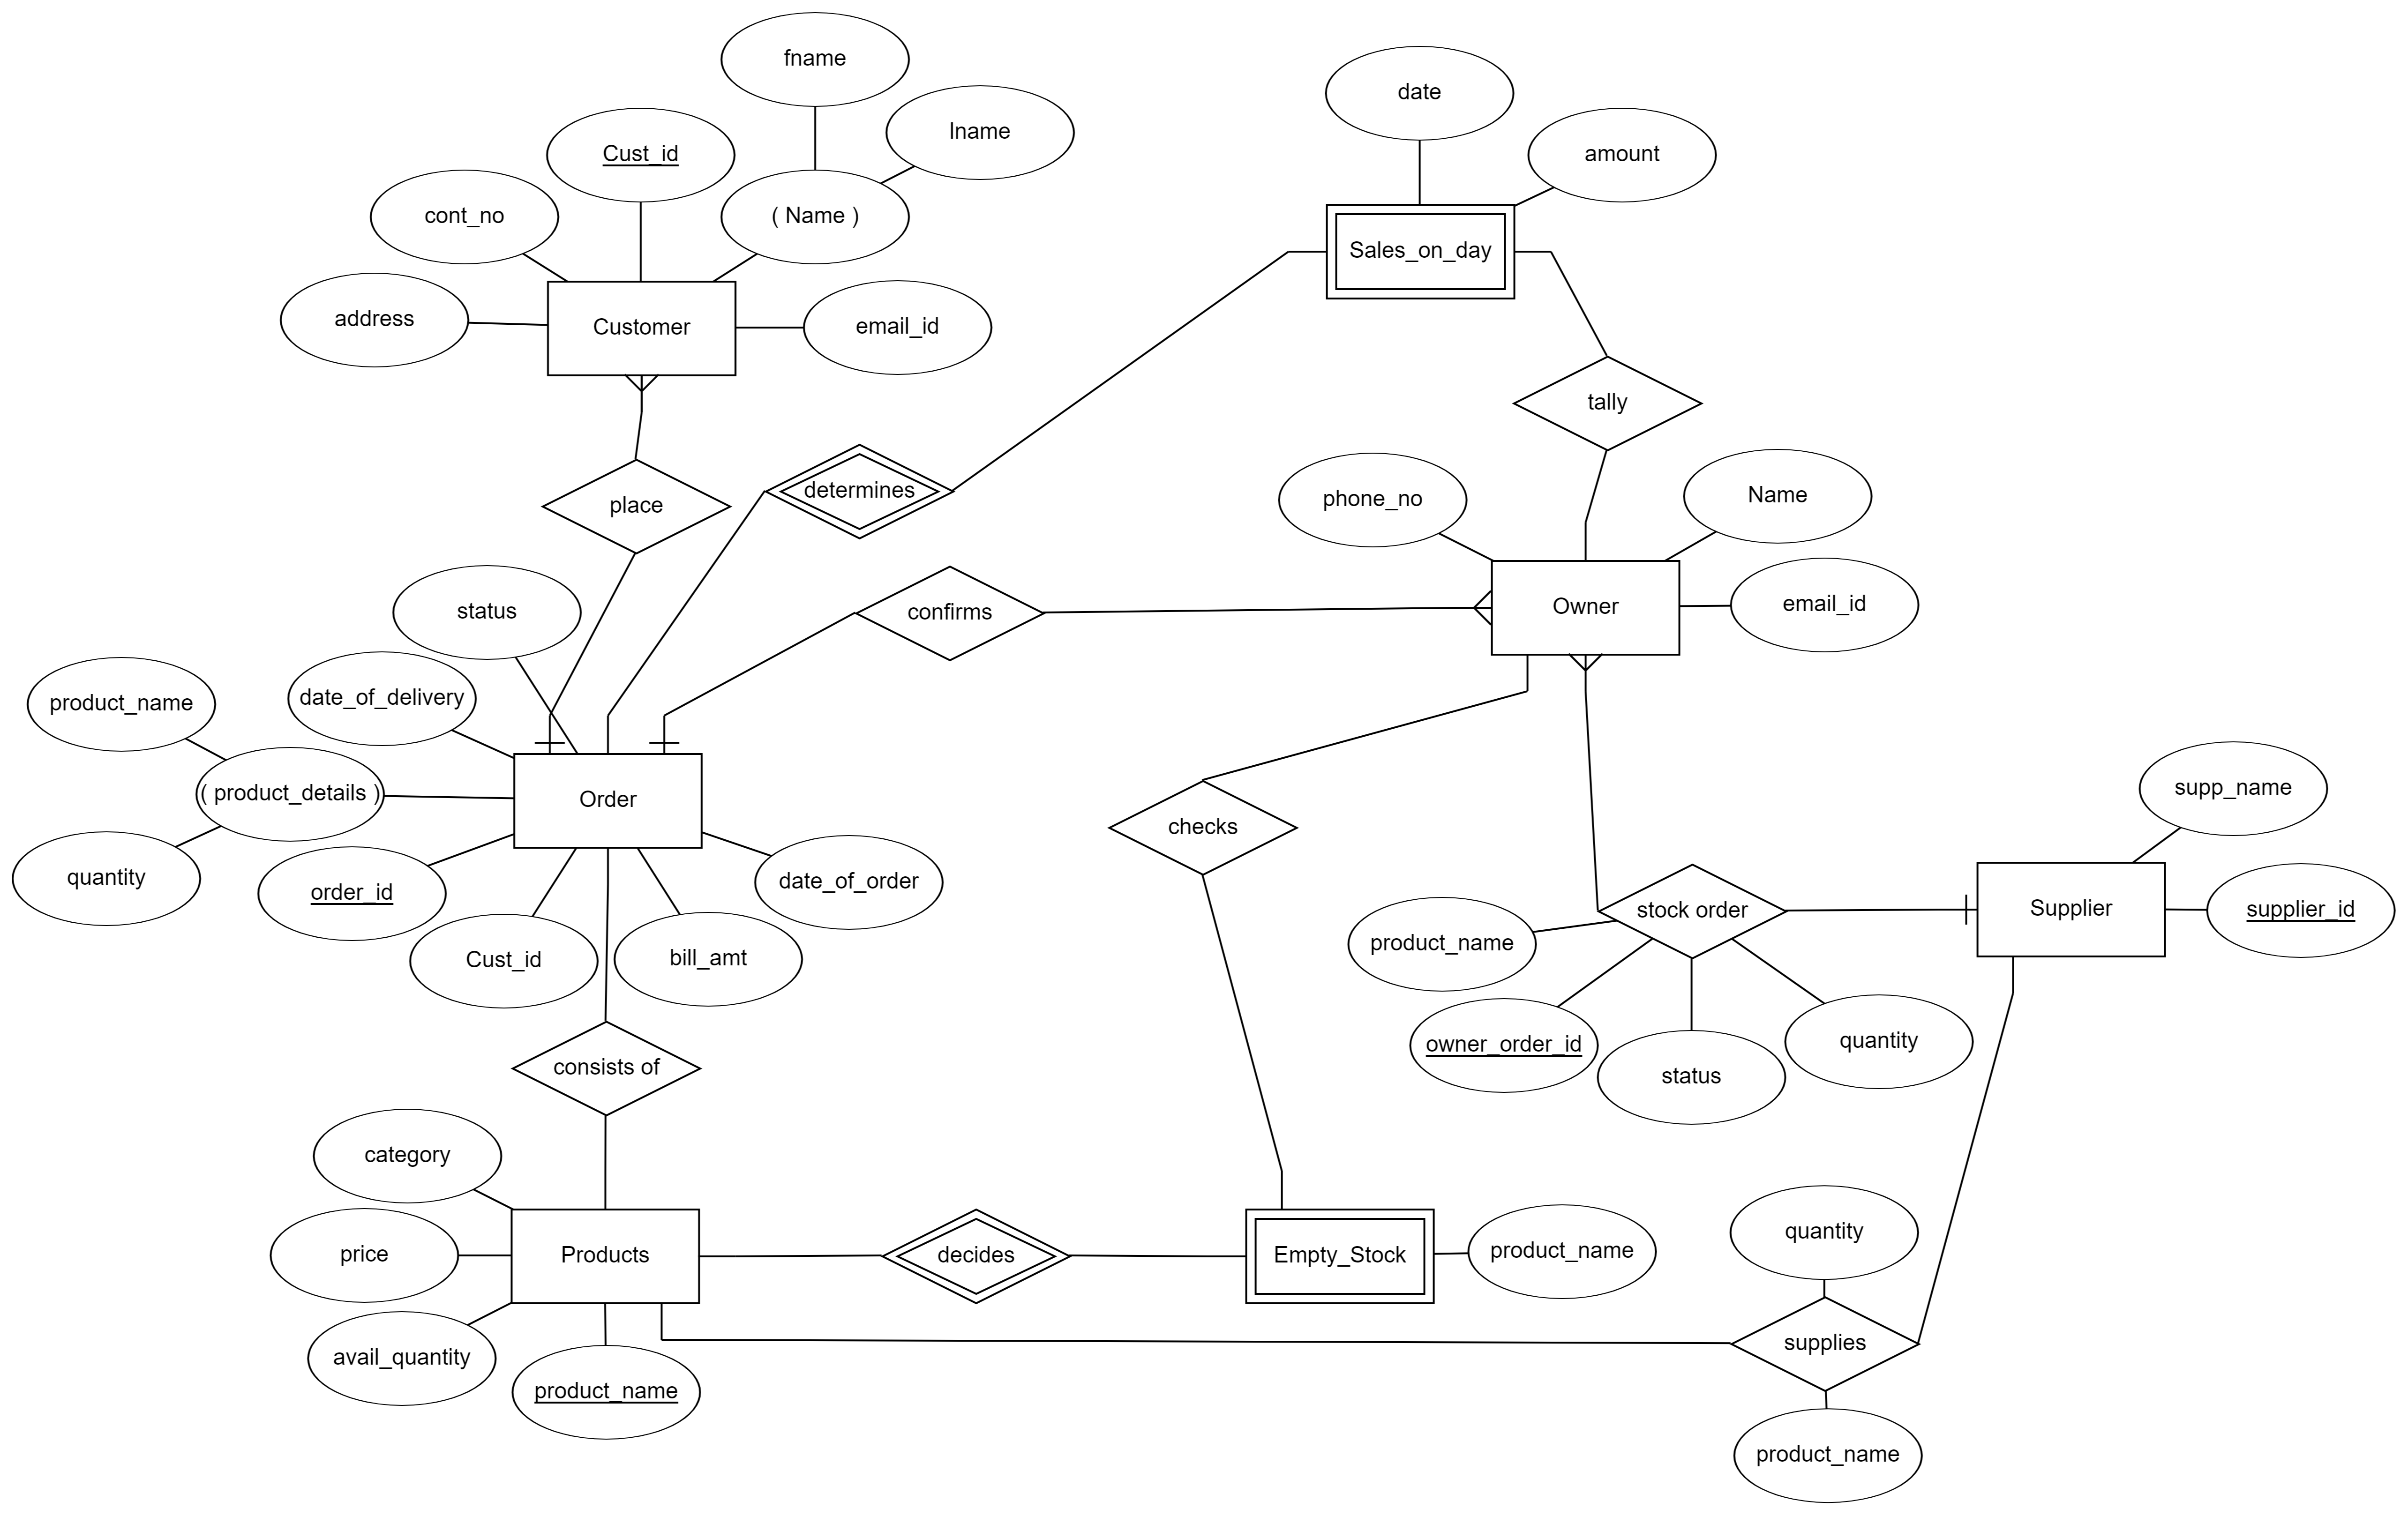 fname
date
lname
Cust_id
amount
cont_no
( Name )
Sales_on_day
address
Customer
email_id
tally
determines
place
phone_no
Name
status
confirms
Owner
email_id
product_name
date_of_delivery
( product_details )
Order
checks
supp_name
quantity
order_id
date_of_order
stock order
Supplier
supplier_id
Cust_id
bill_amt
product_name
owner_order_id
status
quantity
consists of
category
price
Products
decides
Empty_Stock
product_name
quantity
avail_quantity
supplies
product_name
product_name